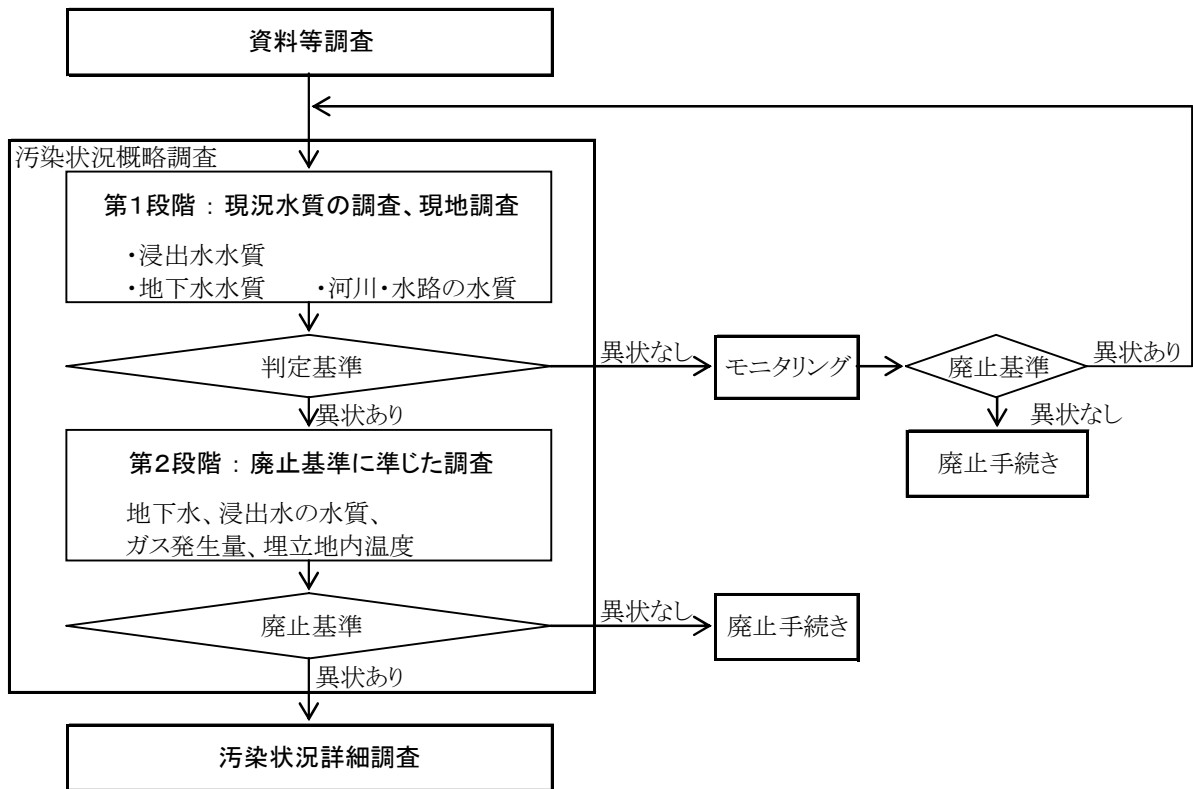 資料等調査
汚染状況概略調査
第1段階：現況水質の調査、現地調査
・浸出水水質
・地下水水質　・河川・水路の水質
判定基準
異状なし
モニタリング
廃止基準
異状あり
異状なし
廃止手続き
異状あり
第2段階：廃止基準に準じた調査
地下水、浸出水の水質、
ガス発生量、埋立地内温度
廃止基準
異状なし
廃止手続き
異状あり
汚染状況詳細調査